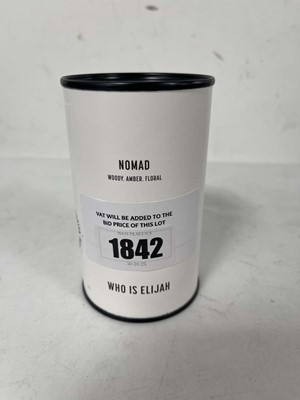 NOMAD
WOODY. AMBER. FLORAL
VAT WILL BE ADDED TO THE
BID PRICE OF THIS LOT
1842
WHO IS ELIJAH